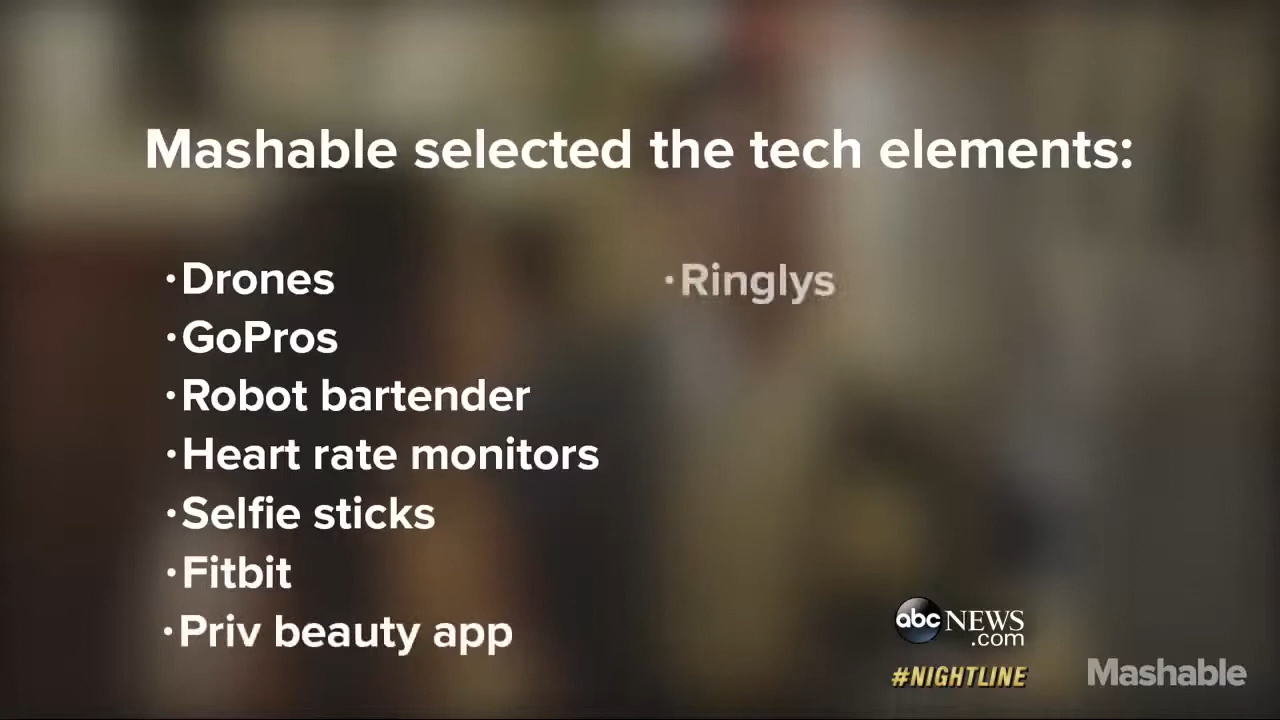 Mashable selected the tech elements:
·Drones
·GoPros
·Robot bartender
·Heart rate monitors
·Selfie sticks
·Fitbit
·Priv beauty app
·Ringlys
abc NEWS
.com
#NIGHTLINE
Mashable